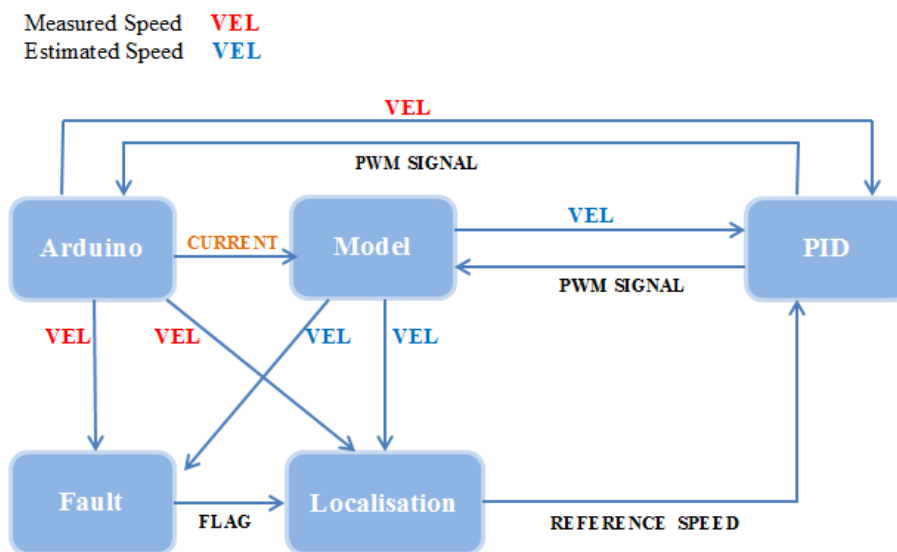 Measured Speed VEL
Estimated Speed VEL
VEL
PWM SIGNAL
Arduino
CURRENT
Model
VEL
PID
PWM SIGNAL
VEL
VEL
VEL
VEL
Fault
FLAG
Localisation
REFERENCE SPEED